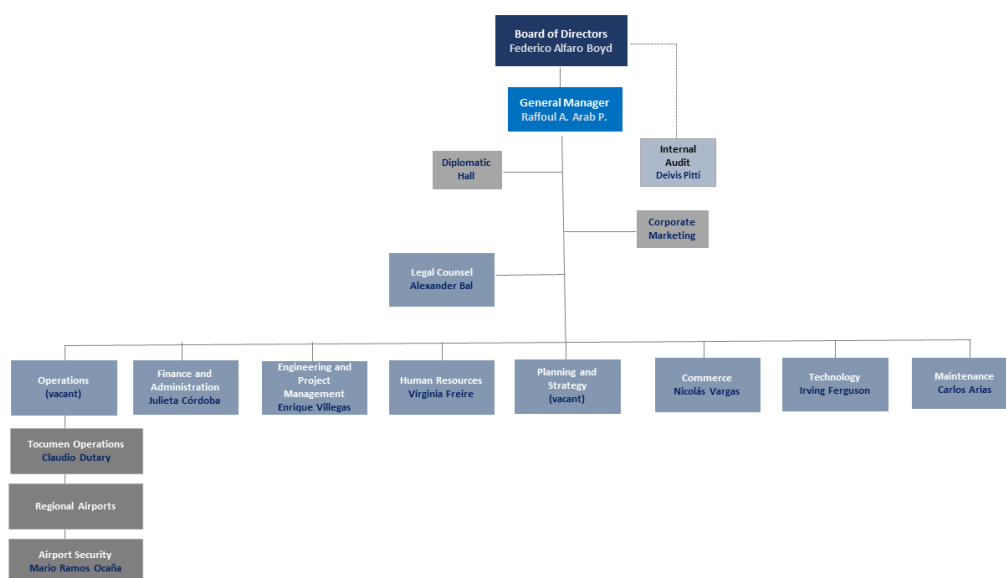 Board of Directors
Federico Alfaro Boyd
General Manager
Raffoul A. Arab P.
Internal
Audit
Deivis Pittí
Diplomatic
Hall
Corporate
Marketing
Legal Counsel
Alexander Bal
Operations
(vacant)
Finance and
Administration
Julieta Córdoba
Engineering and
Project
Management
Enrique Villegas
Human Resources
Virginia Freire
Planning and
Strategy
(vacant)
Commerce
Nicolás Vargas
Technology
Irving Ferguson
Maintenance
Carlos Arias
Tocumen Operations
Claudio Dutary
Regional Airports
Airport Security
Mario Ramos Ocaña